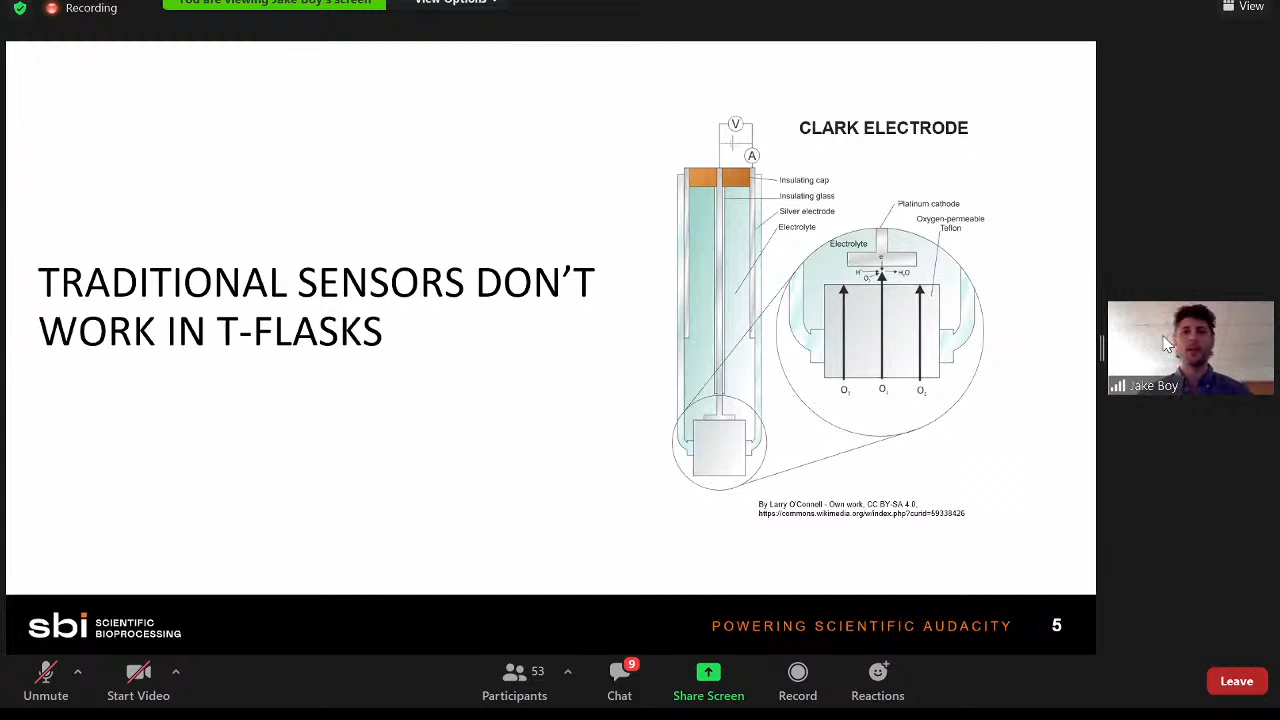 Recording
You are viewing Jake Boy's screen
View Options
View
CLARK ELECTRODE
V
A
Insulating cap
Insulating glass
Silver electrode
Electrolyte
Platinum cathode
Oxygen-permeable
Teflon
Electrolyte
e⁻
H⁺
H₂O
O₂
O₂
O₂
O₂
TRADITIONAL SENSORS DON'T
WORK IN T-FLASKS
By Larry O'Connell - Own work, CC BY-SA 4.0,
https://commons.wikimedia.org/w/index.php?curid=59338426
Jake Boy
sbi SCIENTIFIC
BIOPROCESSING
POWERING SCIENTIFIC AUDACITY
5
Unmute
Start Video
53
Participants
9
Chat
Share Screen
Record
Reactions
Leave